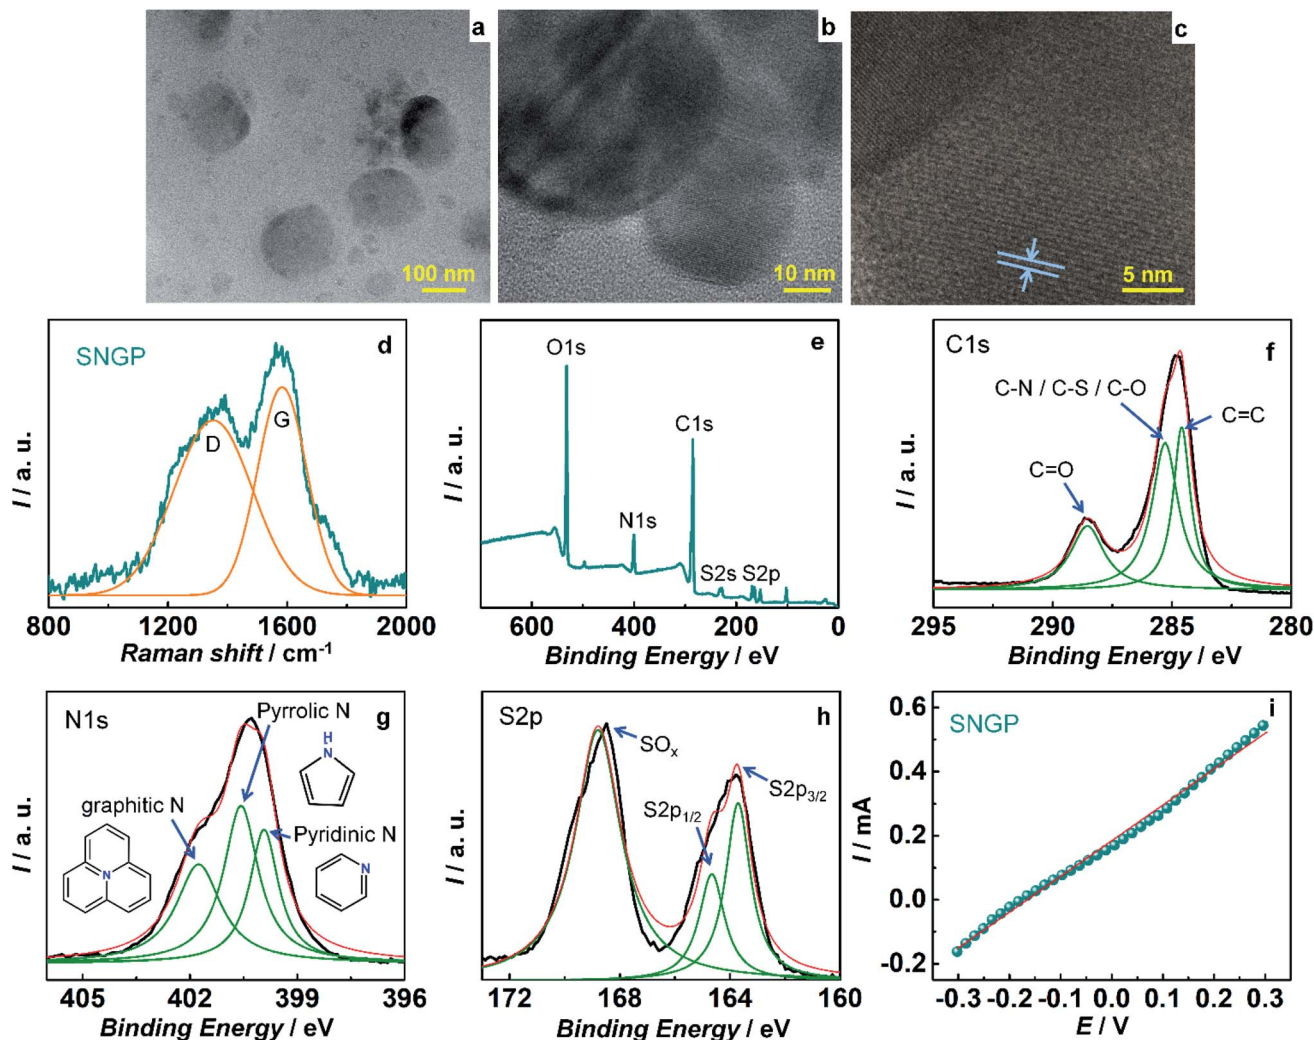 a
100 nm
b
10 nm
c
5 nm
SNGP
d
D
G
I / a. u.
800 1200 1600 2000
Raman shift / cm-1
e
O1s
C1s
N1s
S2s S2p
I / a. u.
600 400 200 0
Binding Energy / eV
C1s
f
C-N / C-S / C-O
C=C
C=O
I / a. u.
295 290 285 280
Binding Energy / eV
N1s
g
Pyrrolic N
H
N
graphitic N
N
Pyridinic N
N
I / a. u.
405 402 399 396
Binding Energy / eV
S2p
h
SOx
S2p3/2
S2p1/2
I / a. u.
172 168 164 160
Binding Energy / eV
SNGP
i
0.6
0.4
0.2
0.0
-0.2
I / mA
-0.3 -0.2 -0.1 0.0 0.1 0.2 0.3
E / V